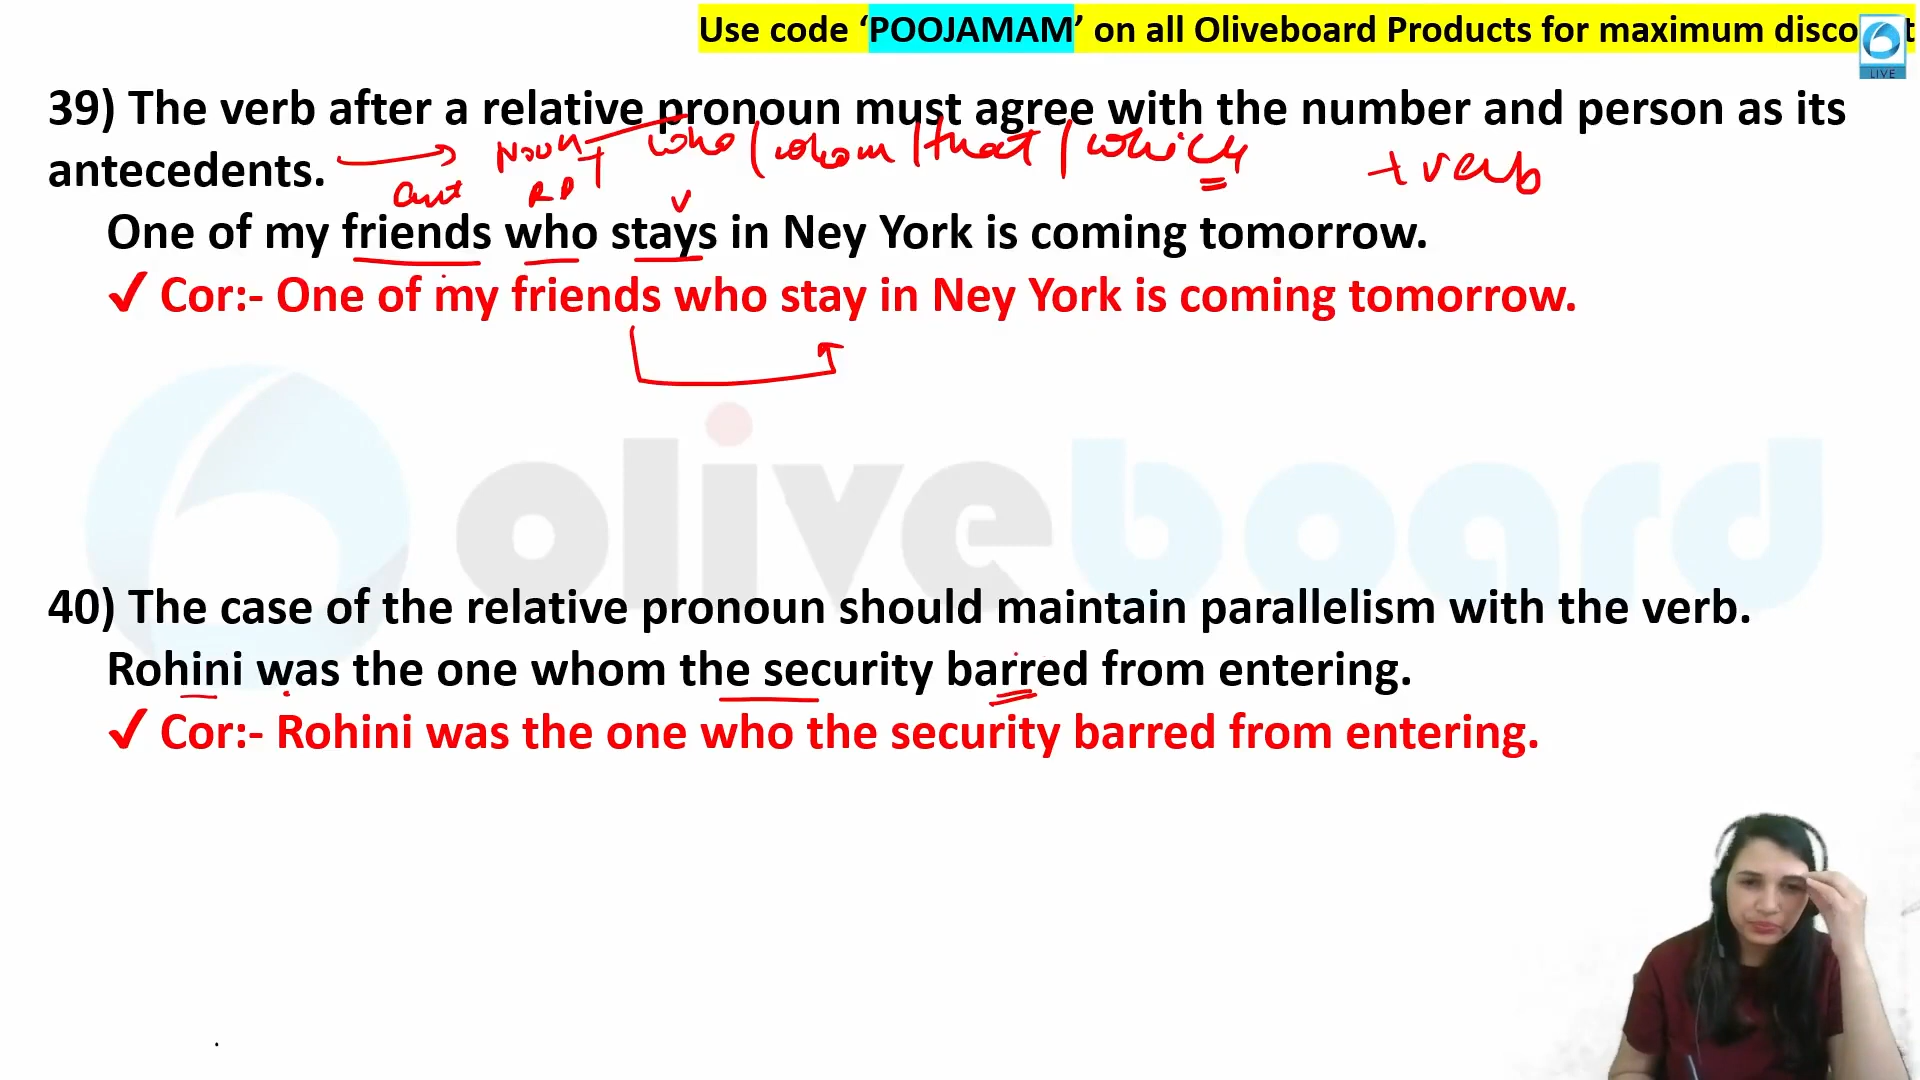 Use code ‘POOJAMAM’ on all Oliveboard Products for maximum disco t
LIVE
39) The verb after a relative pronoun must agree with the number and person as its
Noun who / whom / that / which + verb
antecedents.
ant RP v
One of my friends who stays in Ney York is coming tomorrow.
✓ Cor:- One of my friends who stay in Ney York is coming tomorrow.
oliveboard
40) The case of the relative pronoun should maintain parallelism with the verb.
Rohini was the one whom the security barred from entering.
✓ Cor:- Rohini was the one who the security barred from entering.